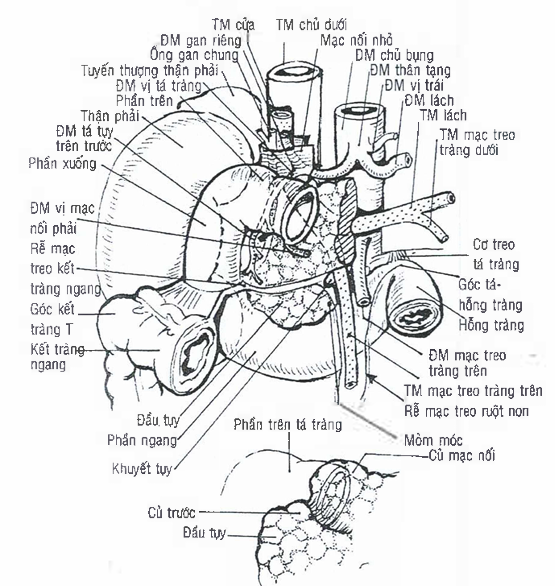 TM cửa
TM chủ dưới
ĐM gan riêng
Mạc nối nhỏ
Ống gan chung
ĐM chủ bụng
Tuyến thượng thận phải
ĐM thân tạng
ĐM vị tá tràng
ĐM vị trái
Phần trên
ĐM lách
Thận phải
TM lách
ĐM tá tụy
trên trước
TM mạc treo
tràng dưới
Phần xuống
ĐM vị mạc
nối phải
Rễ mạc
treo kết
tràng ngang
Cơ treo
tá tràng
Góc tá-
hỗng tràng
Hỗng tràng
Góc kết
tràng T
Kết tràng
ngang
ĐM mạc treo
tràng trên
TM mạc treo tràng trên
Rễ mạc treo ruột non
Đầu tụy
Phần ngang
Khuyết tụy
Phần trên tá tràng
Mỏm móc
Củ mạc nối
Củ trước
Đầu tụy